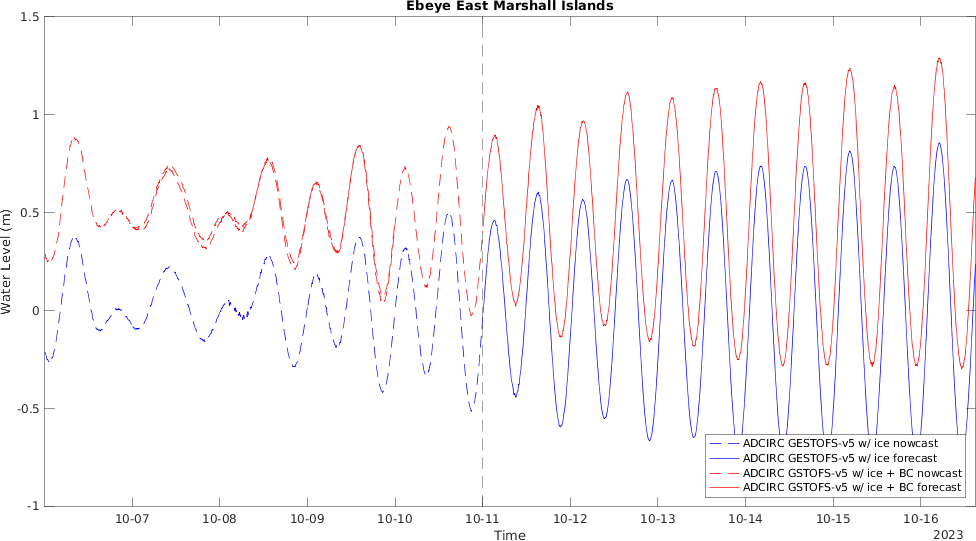 Ebeye East Marshall Islands
Water Level (m)
1.5
1
0.5
0
-0.5
-1
ADCIRC GESTOFS-v5 w/ ice nowcast
ADCIRC GESTOFS-v5 w/ ice forecast
ADCIRC GSTOFS-v5 w/ ice + BC nowcast
ADCIRC GSTOFS-v5 w/ ice + BC forecast
10-07 10-08 10-09 10-10 10-11 10-12 10-13 10-14 10-15 10-16
Time
2023